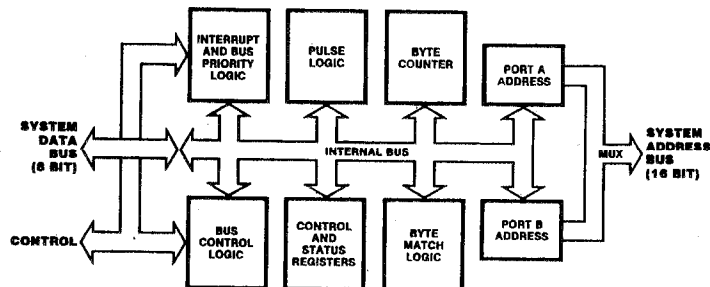 INTERRUPT
AND BUS
PRIORITY
LOGIC
PULSE
LOGIC
BYTE
COUNTER
PORT A
ADDRESS
SYSTEM
DATA
BUS
(8 BIT)
INTERNAL BUS
MUX
SYSTEM
ADDRESS
BUS
(16 BIT)
CONTROL
BUS
CONTROL
LOGIC
CONTROL
AND
STATUS
REGISTERS
BYTE
MATCH
LOGIC
PORT B
ADDRESS